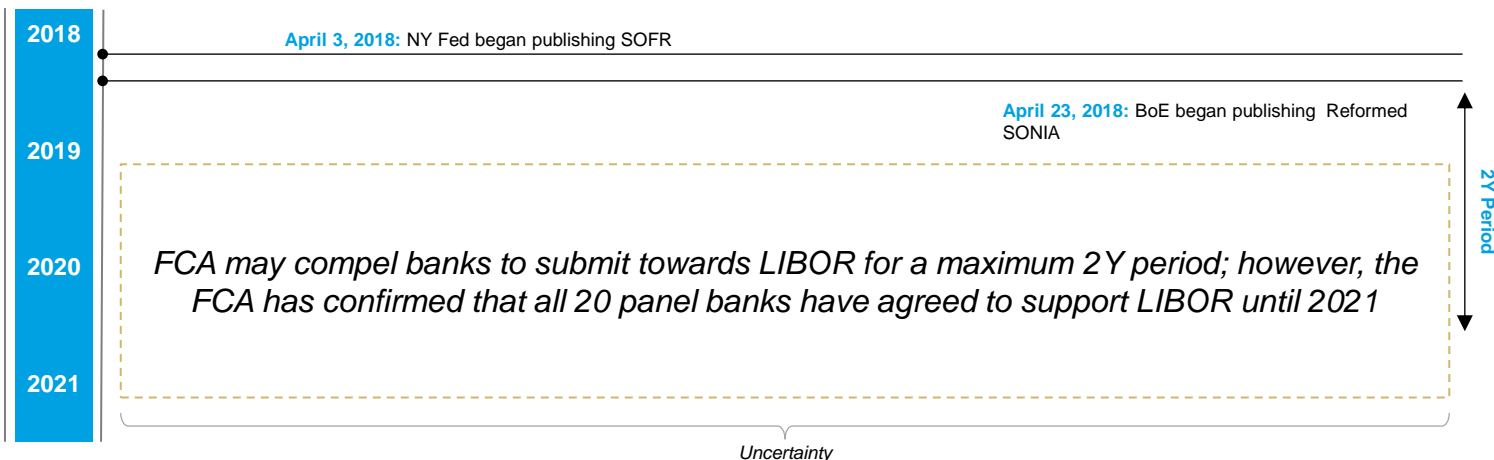 2018
April 3, 2018: NY Fed began publishing SOFR
April 23, 2018: BoE began publishing Reformed
SONIA
2019
2Y Period
2020
FCA may compel banks to submit towards LIBOR for a maximum 2Y period; however, the
FCA has confirmed that all 20 panel banks have agreed to support LIBOR until 2021
2021
Uncertainty